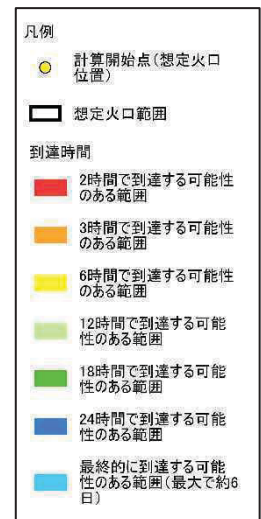 凡例
計算開始点(想定火口
位置)
想定火口範囲
到達時間
2時間で到達する可能性
のある範囲
3時間で到達する可能性
のある範囲
6時間で到達する可能性
のある範囲
12時間で到達する可能
性のある範囲
18時間で到達する可能
性のある範囲
24時間で到達する可能
性のある範囲
最終的に到達する可能
性のある範囲(最大で約6
日)